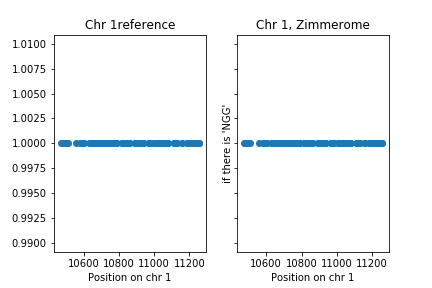 Chr 1reference
1.0100
1.0075
1.0050
1.0025
1.0000
0.9975
0.9950
0.9925
0.9900
10600 10800 11000 11200
Position on chr 1
Chr 1, Zimmerome
if there is 'NGG'
10600 10800 11000 11200
Position on chr 1